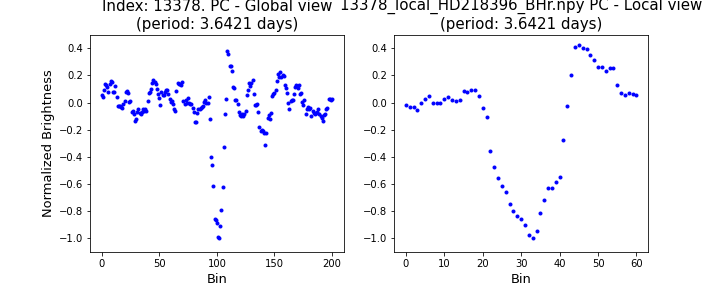 Index: 13378. PC - Global view
(period: 3.6421 days)
13378_local_HD218396_BHr.npy PC - Local view
(period: 3.6421 days)
Normalized Brightness
0.4
0.2
0.0
−0.2
−0.4
−0.6
−0.8
−1.0
0 50 100 150 200
Bin
0.4
0.2
0.0
−0.2
−0.4
−0.6
−0.8
−1.0
0 10 20 30 40 50 60
Bin